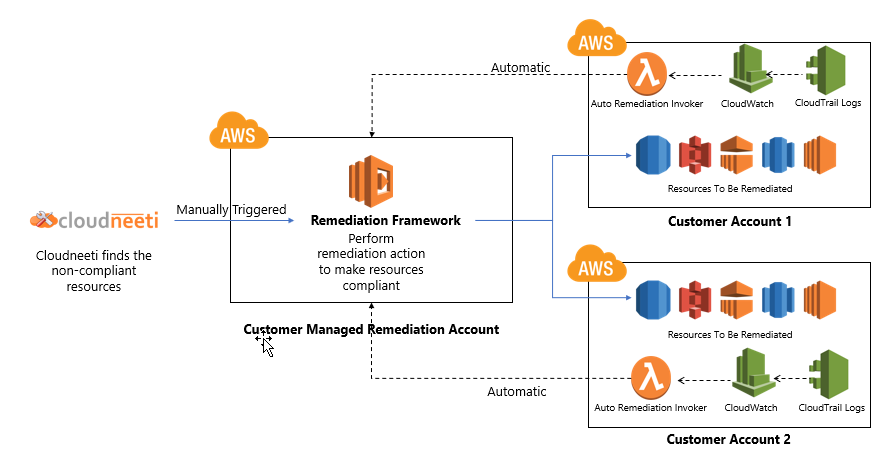 cloudneeti
Cloudneeti finds the
non-compliant
resources
Manually Triggered
AWS
Remediation Framework
Perform
remediation action
to make resources
compliant
Customer Managed Remediation Account
Automatic
AWS
Auto Remediation Invoker
CloudWatch
CloudTrail Logs
Resources To Be Remediated
Customer Account 1
AWS
Resources To Be Remediated
Automatic
Auto Remediation Invoker
CloudWatch
CloudTrail Logs
Customer Account 2